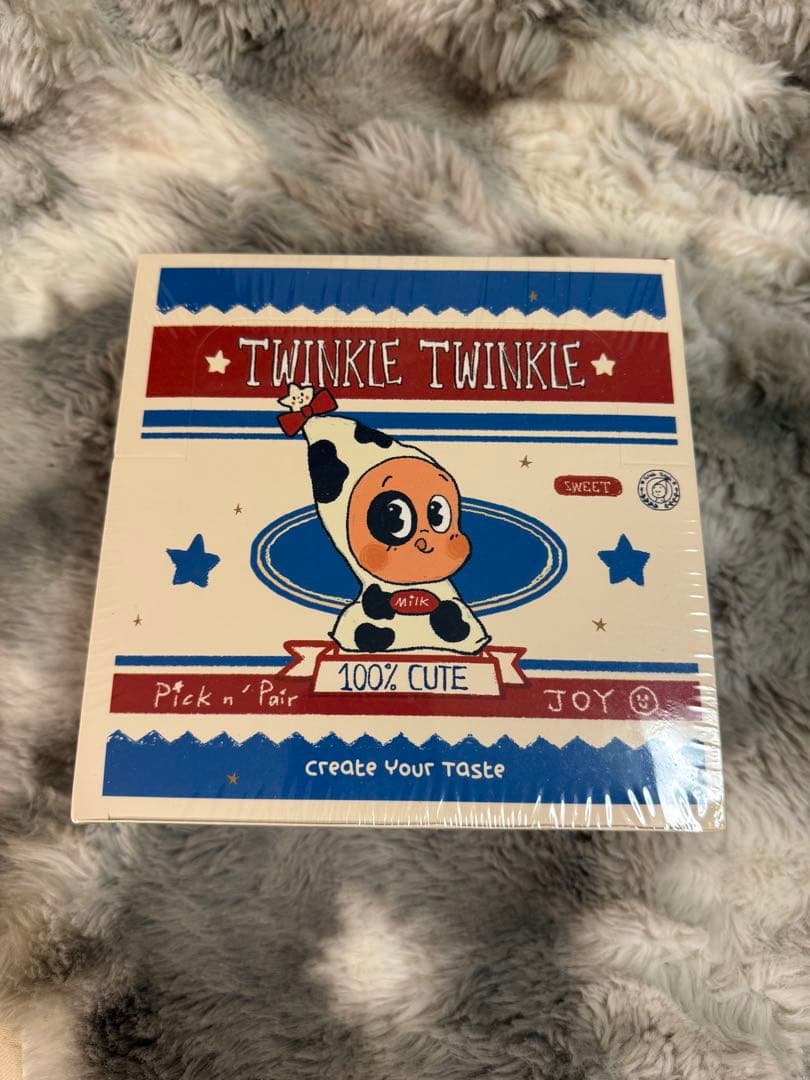 TWINKLE TWINKLE
SWEET
MilK
100% CUTE
Pick n' Pair
JOY
create Your Taste